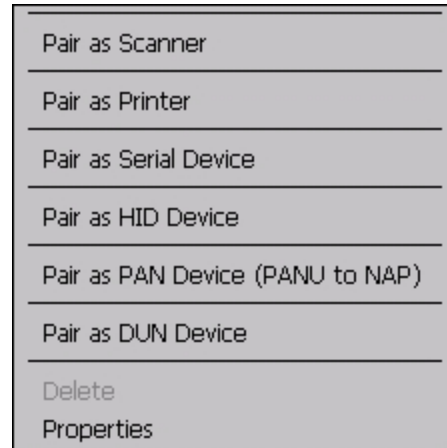 Pair as Scanner
Pair as Printer
Pair as Serial Device
Pair as HID Device
Pair as PAN Device (PANU to NAP)
Pair as DUN Device
Delete
Properties